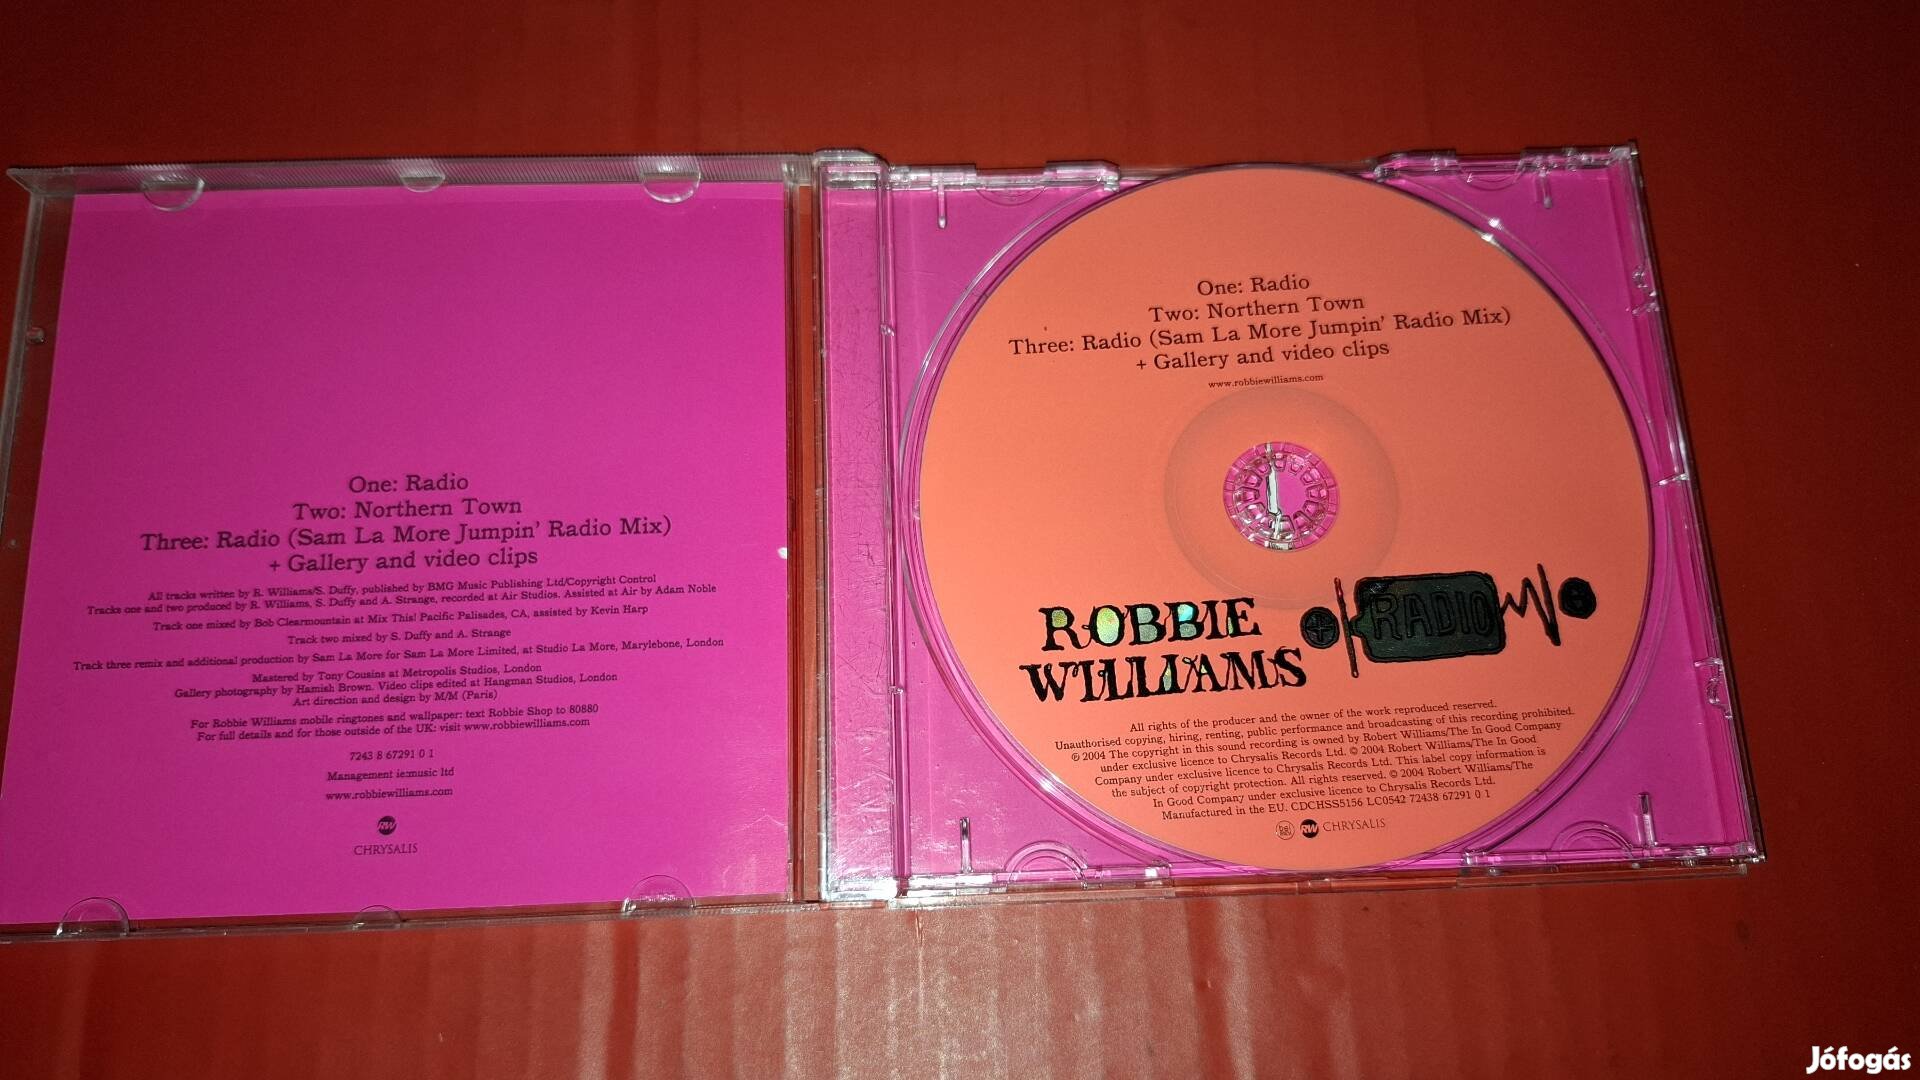 One: Radio
Two: Northern Town
Three: Radio (Sam La More Jumpin' Radio Mix)
+ Gallery and video clips
All tracks written by R. Williams/S. Duffy, published by BMG Music Publishing Ltd/Copyright Control
Tracks one and two produced by R. Williams, S. Duffy and A. Strange, recorded at Air Studios. Assisted at Air by Adam Noble
Track one mixed by Bob Clearmountain at Mix This! Pacific Palisades, CA, assisted by Kevin Harp
Track two mixed by S. Duffy and A. Strange
Track three remix and additional production by Sam La More for Sam La More Limited, at Studio La More, Marylebone, London
Mastered by Tony Cousins at Metropolis Studios, London
Gallery photography by Hamish Brown. Video clips edited at Hangman Studios, London
Art direction and design by M/M (Paris)
For Robbie Williams mobile ringtones and wallpaper: text Robbie Shop to 80880
For full details and for those outside of the UK: visit www.robbiewilliams.com
7243 8 67291 0 1
Management ie:music ltd
www.robbiewilliams.com
RW
CHRYSALIS
One: Radio
Two: Northern Town
Three: Radio (Sam La More Jumpin' Radio Mix)
+ Gallery and video clips
www.robbiewilliams.com
ROBBIE
WILLIAMS
RADIO
All rights of the producer and the owner of the work reproduced reserved.
Unauthorised copying, hiring, renting, public performance and broadcasting of this recording prohibited.
℗ 2004 The copyright in this sound recording is owned by Robert Williams/The In Good Company
under exclusive licence to Chrysalis Records Ltd. © 2004 Robert Williams/The In Good
Company under exclusive licence to Chrysalis Records Ltd. This label copy information is
the subject of copyright protection. All rights reserved. © 2004 Robert Williams/The
In Good Company under exclusive licence to Chrysalis Records Ltd.
Manufactured in the EU. CDCHSS5156 LC0542 72438 67291 0 1
RW CHRYSALIS
Jófogás